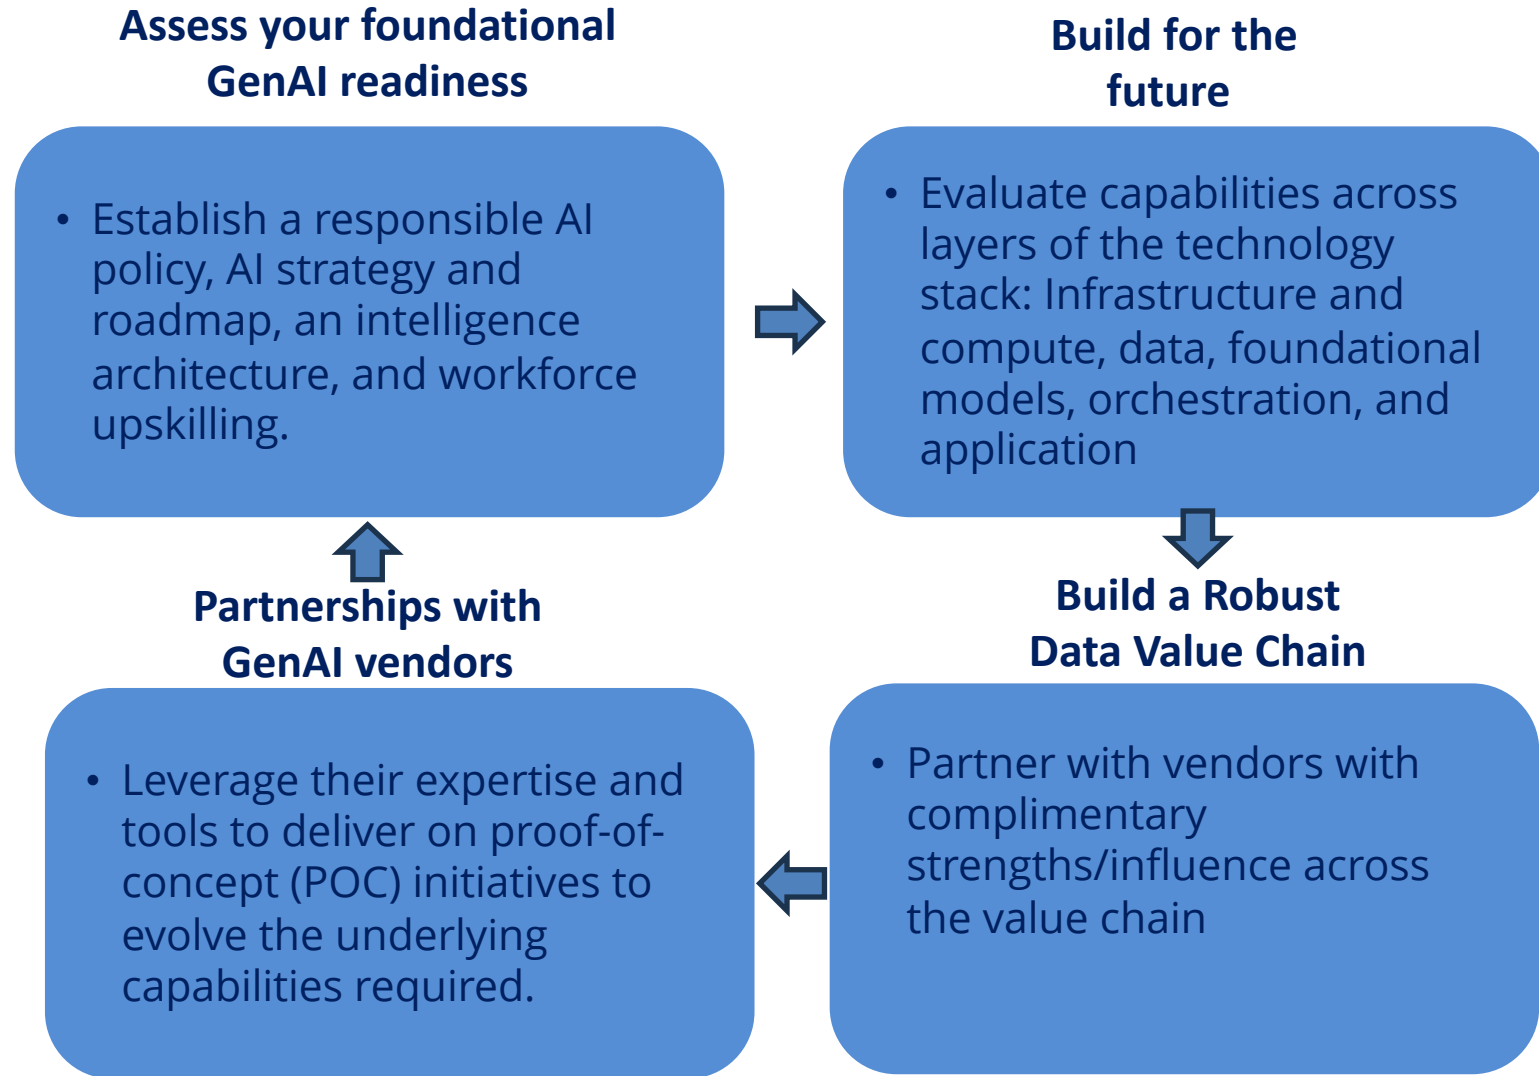 Assess your foundational
GenAI readiness
• Establish a responsible AI
policy, AI strategy and
roadmap, an intelligence
architecture, and workforce
upskilling.
Build for the
future
• Evaluate capabilities across
layers of the technology
stack: Infrastructure and
compute, data, foundational
models, orchestration, and
application
Build a Robust
Data Value Chain
• Partner with vendors with
complimentary
strengths/influence across
the value chain
Partnerships with
GenAI vendors
• Leverage their expertise and
tools to deliver on proof-of-
concept (POC) initiatives to
evolve the underlying
capabilities required.